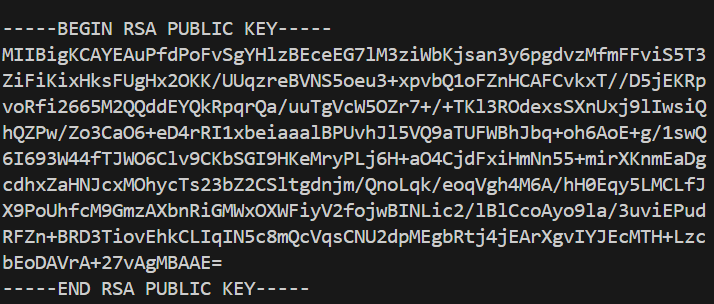 -----BEGIN RSA PUBLIC KEY-----
MIIBigKCAYEAuPfdPoFvSgYHlzBEceEG7lM3ziWbKjsan3y6pgdvzMfmFFviS5T3
ZiFiKixHksFUgHx2OKK/UUqzreBVNS5oeu3+xpvbQ1oFZnHCAFCvkxT//D5jEKRp
voRfi2665M2QQddEYQkRpqrQa/uuTgVcW5OZr7+/+TKl3ROdexsSXnUxj9lIwsiQ
hQZPw/Zo3CaO6+eD4rRI1xbeiaaalBPUvhJl5VQ9aTUFWBhJbq+oh6AoE+g/1swQ
6I693W44fTJWO6Clv9CKbSGI9HKeMryPLj6H+aO4CjdFxiHmNn55+mirXKnmEaDg
cdhxZaHNJcxMOhycTs23bZ2CSltgdnjm/QnoLqk/eoqVgh4M6A/hH0Eqy5LMCLfJ
X9PoUhfcM9GmzAXbnRiGMWxOXWFiyV2fojwBINLic2/lBlCcoAyo9la/3uviEPud
RFZn+BRD3TiovEhkCLIqIN5c8mQcVqsCNU2dpMEgbRtj4jEArXgvIYJEcMTH+Lzc
bEoDAVrA+27vAgMBAAE=
-----END RSA PUBLIC KEY-----